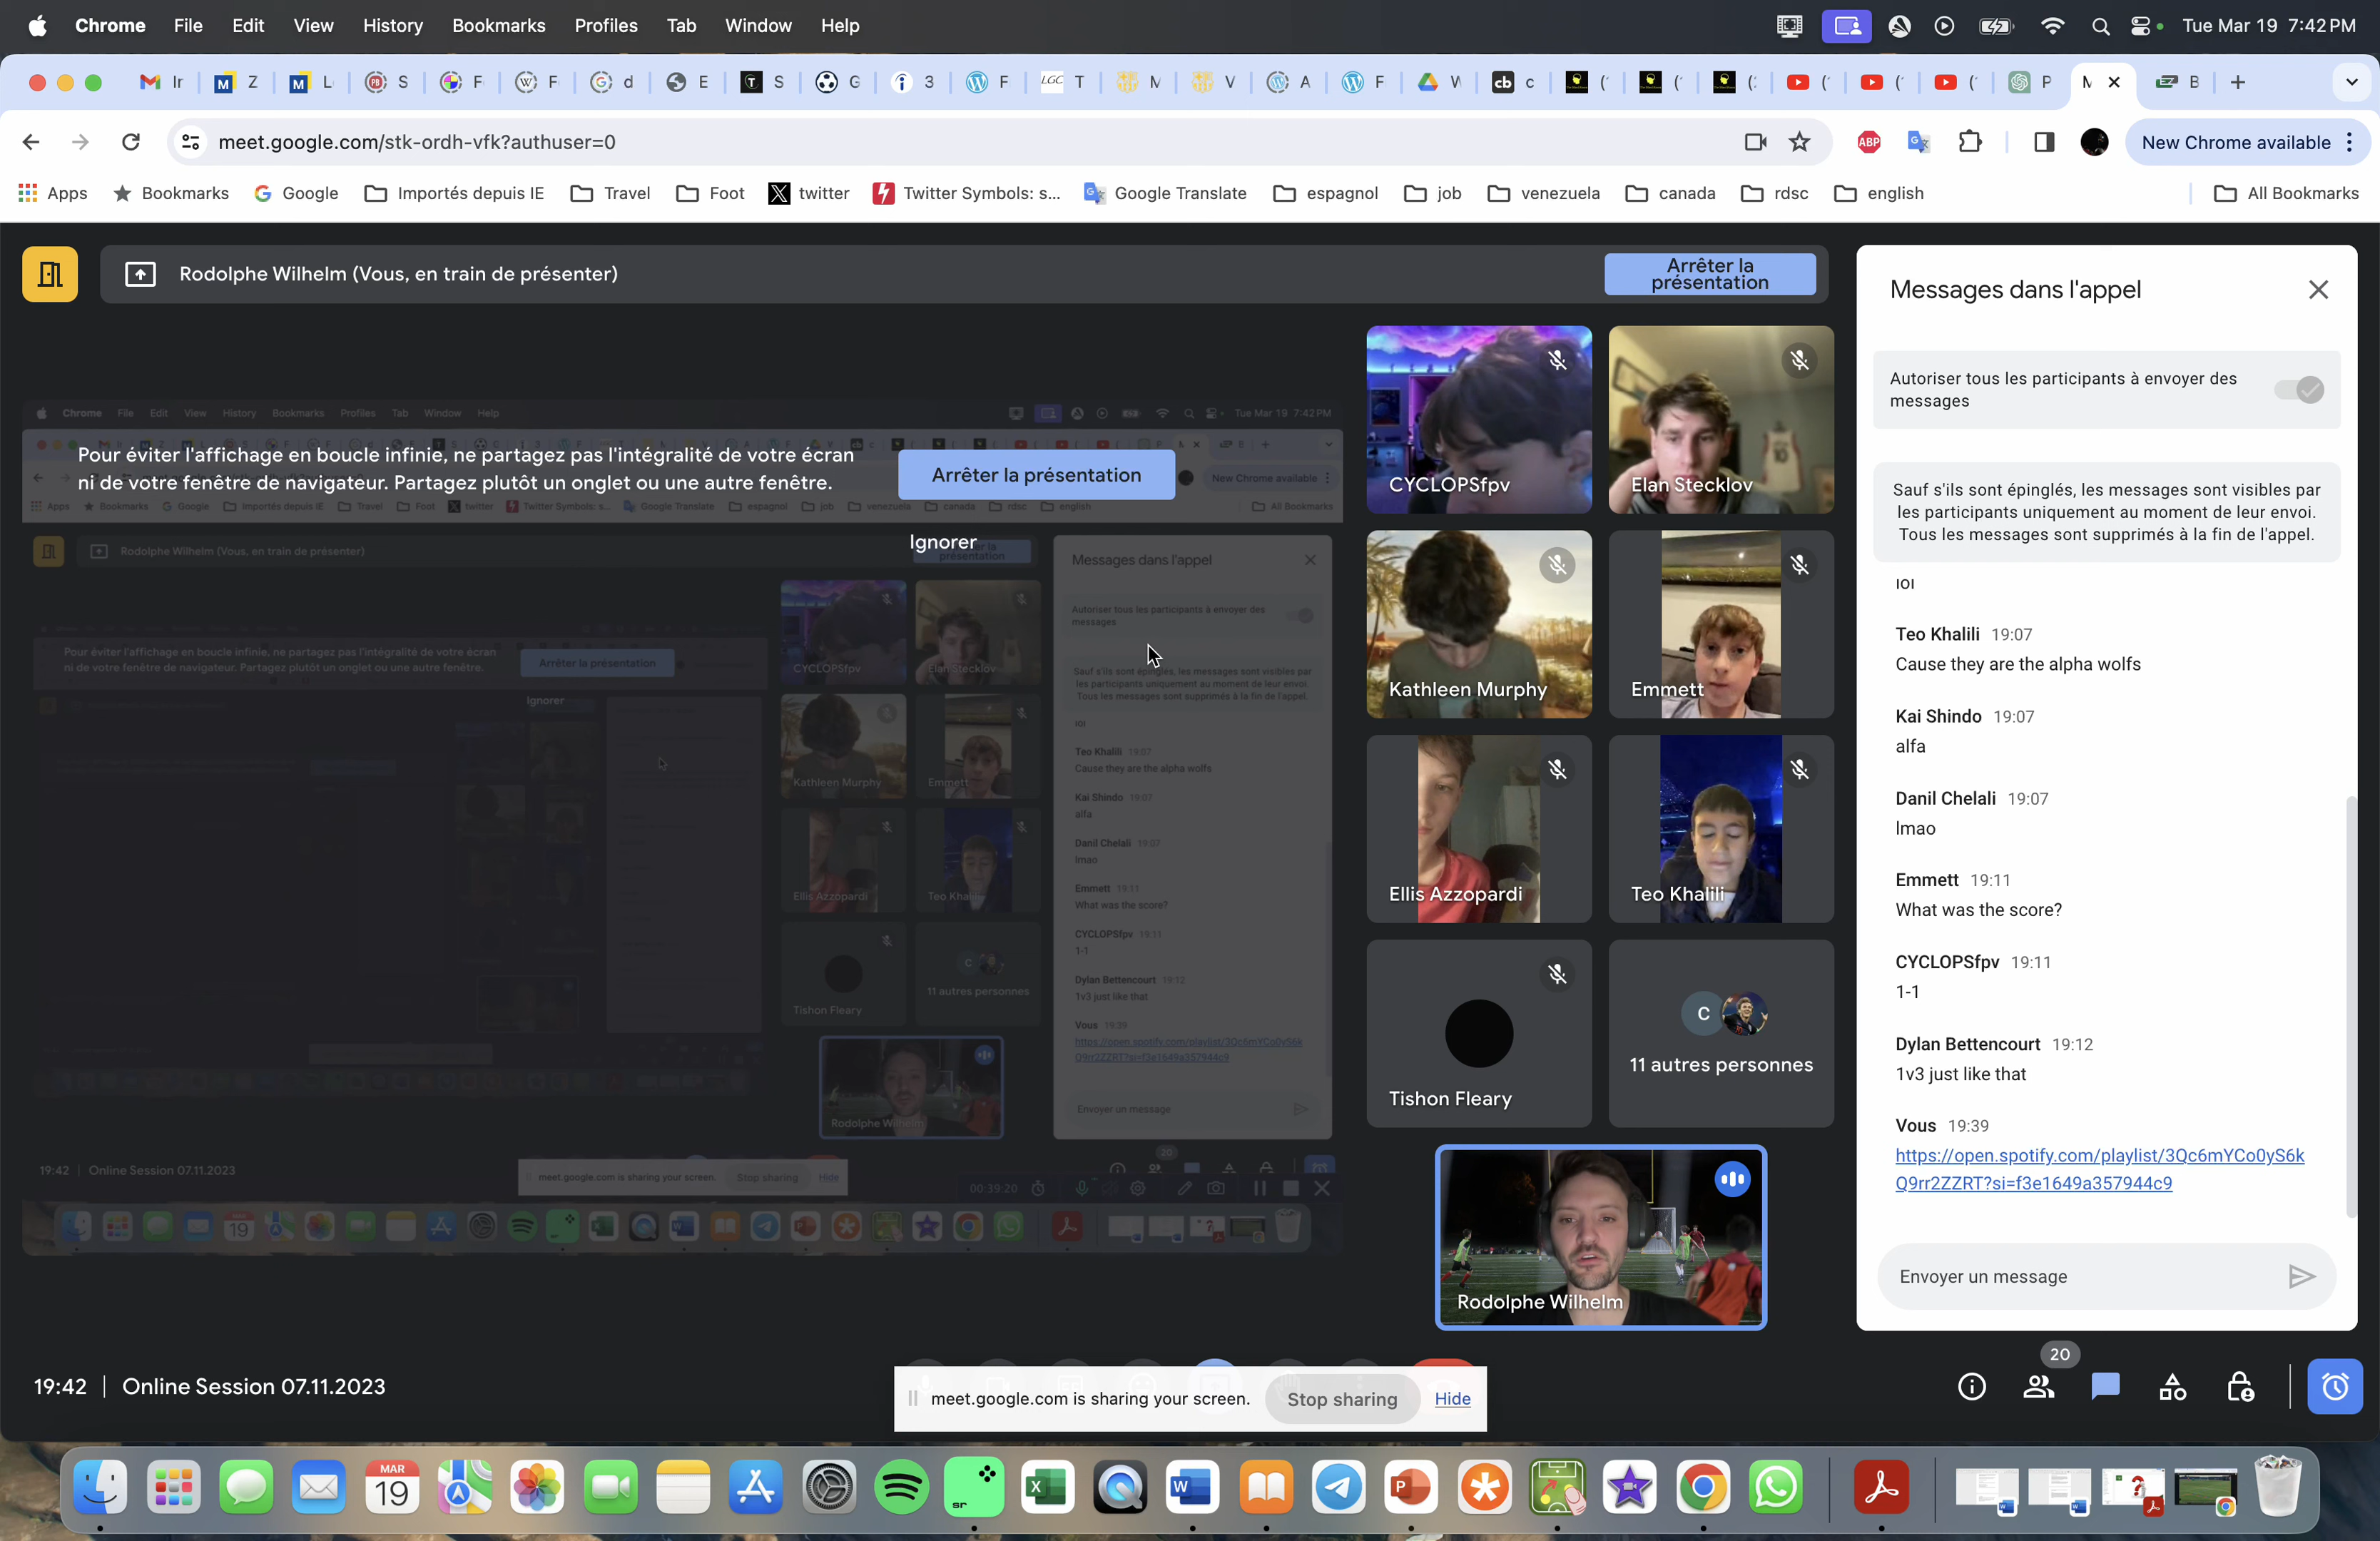 Chrome File Edit View History Bookmarks Profiles Tab Window Help Tue Mar 19 7:42 PM
meet.google.com/stk-ordh-vfk?authuser=0 New Chrome available
Apps Bookmarks Google Importés depuis IE Travel Foot twitter Twitter Symbols: s... Google Translate espagnol job venezuela canada rdsc english All Bookmarks
Rodolphe Wilhelm (Vous, en train de présenter)
Arrêter la
présentation
Pour éviter l'affichage en boucle infinie, ne partagez pas l'intégralité de votre écran
ni de votre fenêtre de navigateur. Partagez plutôt un onglet ou une autre fenêtre.
Arrêter la présentation
Ignorer
CYCLOPSfpv
Elan Stecklov
Kathleen Murphy
Emmett
Ellis Azzopardi
Teo Khalili
Tishon Fleary
C
11 autres personnes
Rodolphe Wilhelm
Messages dans l'appel
Autoriser tous les participants à envoyer des
messages
Sauf s'ils sont épinglés, les messages sont visibles par
les participants uniquement au moment de leur envoi.
Tous les messages sont supprimés à la fin de l'appel.
Teo Khalili 19:07
Cause they are the alpha wolfs
Kai Shindo 19:07
alfa
Danil Chelali 19:07
lmao
Emmett 19:11
What was the score?
CYCLOPSfpv 19:11
1-1
Dylan Bettencourt 19:12
1v3 just like that
Vous 19:39
https://open.spotify.com/playlist/3Qc6mYCo0yS6k
Q9rr2ZZRT?si=f3e1649a357944c9
Envoyer un message
19:42 | Online Session 07.11.2023
meet.google.com is sharing your screen. Stop sharing Hide
20
MAR
19
sr